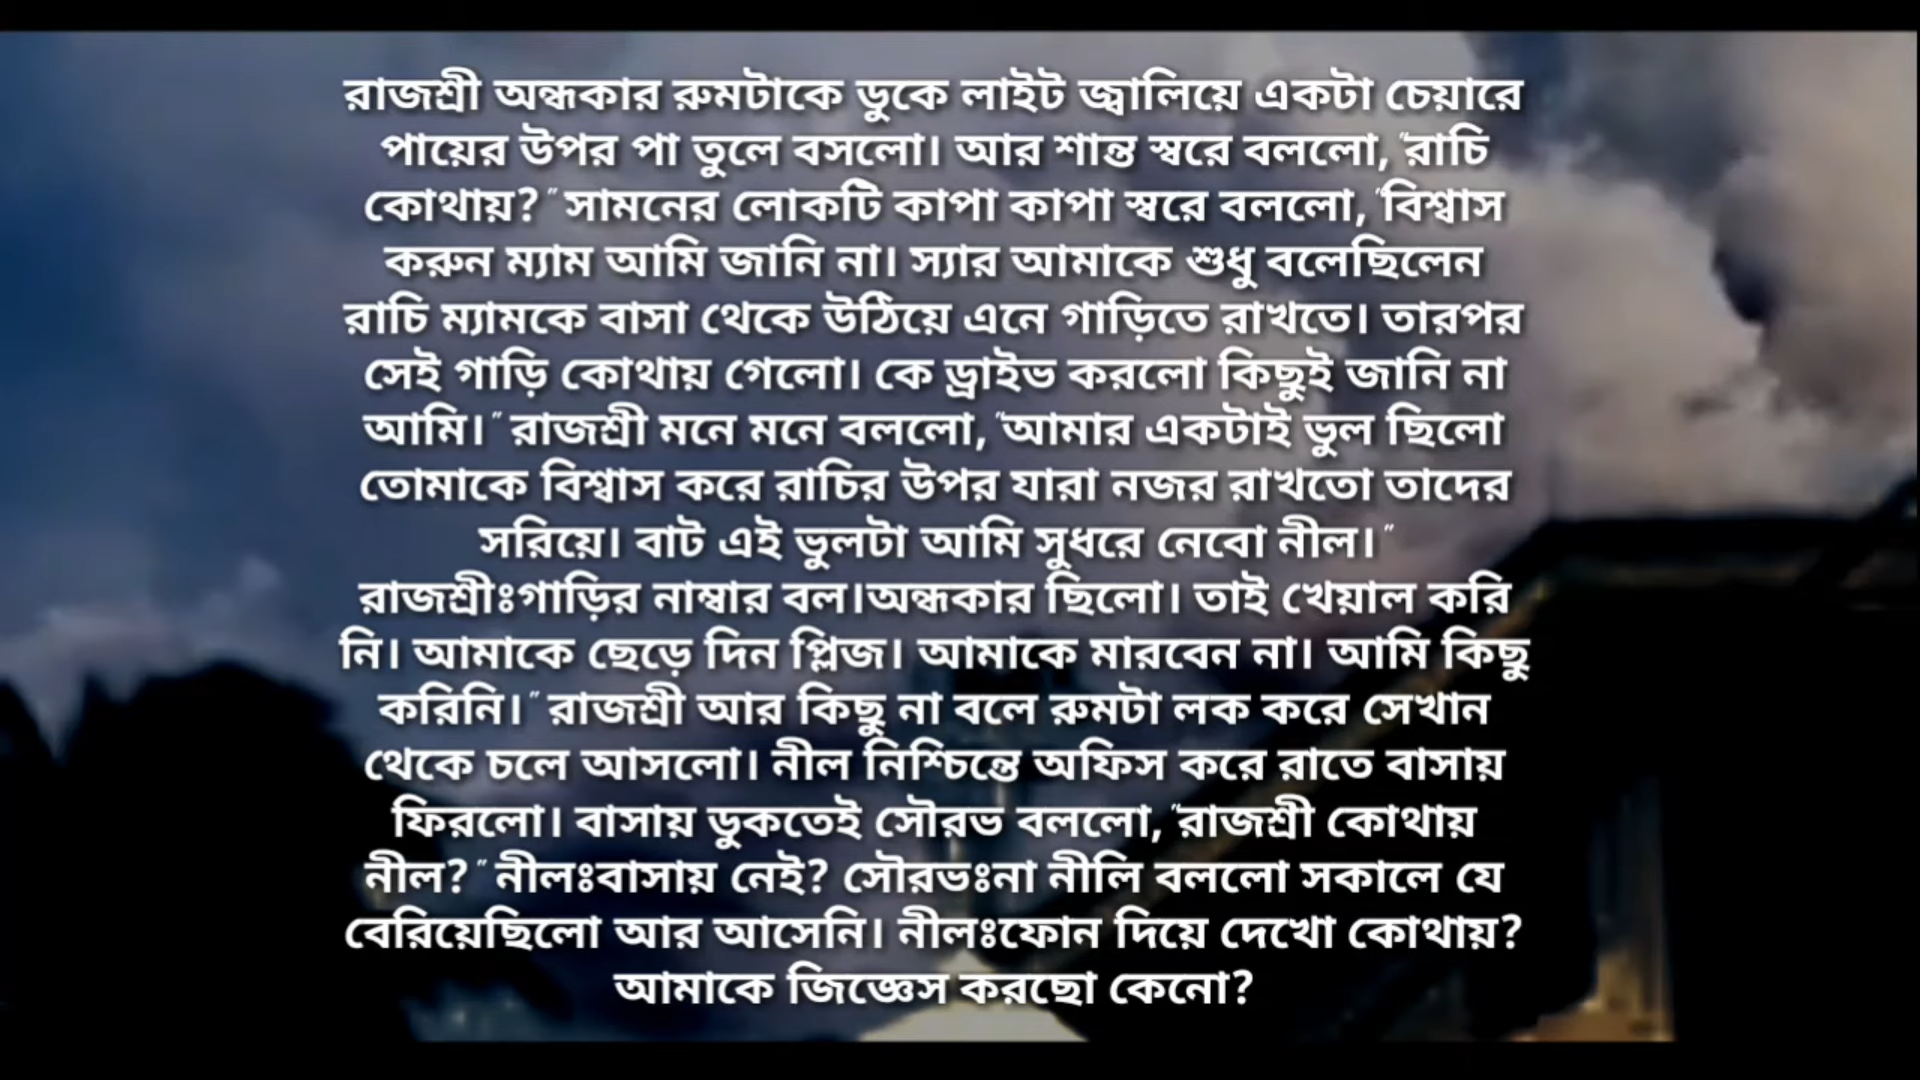 রাজশ্রী অন্ধকার রুমটাকে ডুকে লাইট জ্বালিয়ে একটা চেয়ারে
পায়ের উপর পা তুলে বসলো। আর শান্ত স্বরে বললো, "রাচি
কোথায়?" সামনের লোকটি কাপা কাপা স্বরে বললো, "বিশ্বাস
করুন ম্যাম আমি জানি না। স্যার আমাকে শুধু বলেছিলেন
রাচি ম্যামকে বাসা থেকে উঠিয়ে এনে গাড়িতে রাখতে। তারপর
সেই গাড়ি কোথায় গেলো। কে ড্রাইভ করলো কিছুই জানি না
আমি।" রাজশ্রী মনে মনে বললো, "আমার একটাই ভুল ছিলো
তোমাকে বিশ্বাস করে রাচির উপর যারা নজর রাখতো তাদের
সরিয়ে। বাট এই ভুলটা আমি সুধরে নেবো নীল।"
রাজশ্রীঃগাড়ির নাম্বার বল।অন্ধকার ছিলো। তাই খেয়াল করি
নি। আমাকে ছেড়ে দিন প্লিজ। আমাকে মারবেন না। আমি কিছু
করিনি।" রাজশ্রী আর কিছু না বলে রুমটা লক করে সেখান
থেকে চলে আসলো। নীল নিশ্চিন্তে অফিস করে রাতে বাসায়
ফিরলো। বাসায় ডুকতেই সৌরভ বললো, "রাজশ্রী কোথায়
নীল?" নীলঃবাসায় নেই? সৌরভঃনা নীলি বললো সকালে যে
বেরিয়েছিলো আর আসেনি। নীলঃফোন দিয়ে দেখো কোথায়?
আমাকে জিজ্ঞেস করছো কেনো?